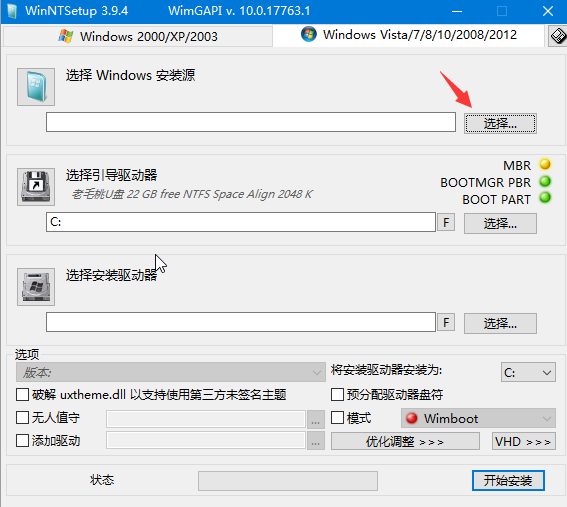 WinNTSetup 3.9.4 WimGAPI v. 10.0.17763.1
Windows 2000/XP/2003 Windows Vista/7/8/10/2008/2012
选择 Windows 安装源
选择...
选择引导驱动器
老毛桃U盘 22 GB free NTFS Space Align 2048 K
MBR
BOOTMGR PBR
BOOT PART
C: F 选择...
选择安装驱动器
F 选择...
选项
版本: 将安装驱动器安装为: C:
破解 uxtheme.dll 以支持使用第三方未签名主题 预分配驱动器盘符
无人值守 ... 模式 Wimboot
添加驱动 ... 优化调整 >>> VHD >>>
状态 开始安装